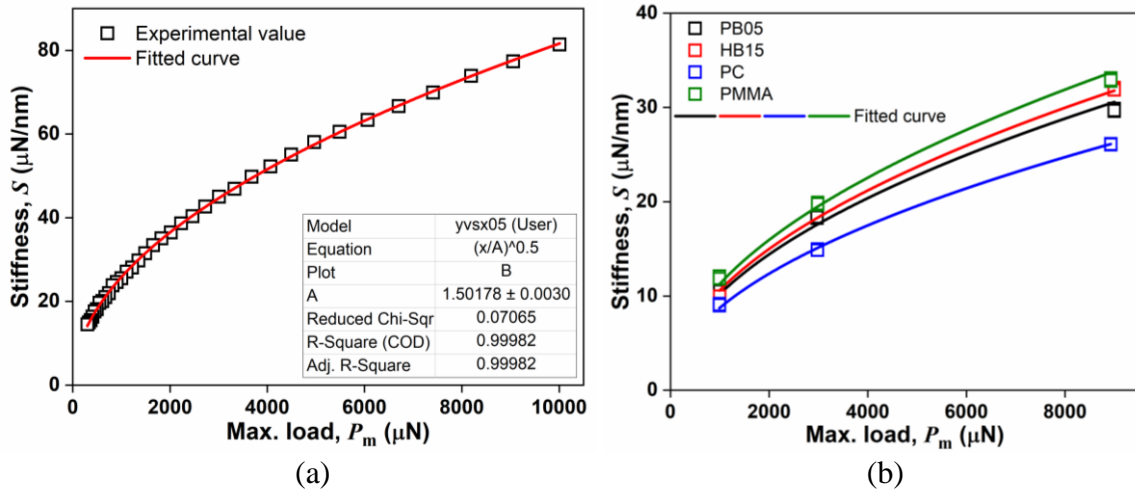 (a)
Experimental value
Fitted curve
Stiffness, S (μN/nm)
80
60
40
20
0
Model yvsx05 (User)
Equation (x/A)^0.5
Plot B
A 1.50178 ± 0.0030
Reduced Chi-Sqr 0.07065
R-Square (COD) 0.99982
Adj. R-Square 0.99982
0 2000 4000 6000 8000 10000
Max. load, Pm (μN)
(a)
(b)
PB05
HB15
PC
PMMA
Fitted curve
Stiffness, S (μN/nm)
40
30
20
10
0
0 2000 4000 6000 8000
Max. load, Pm (μN)
(b)